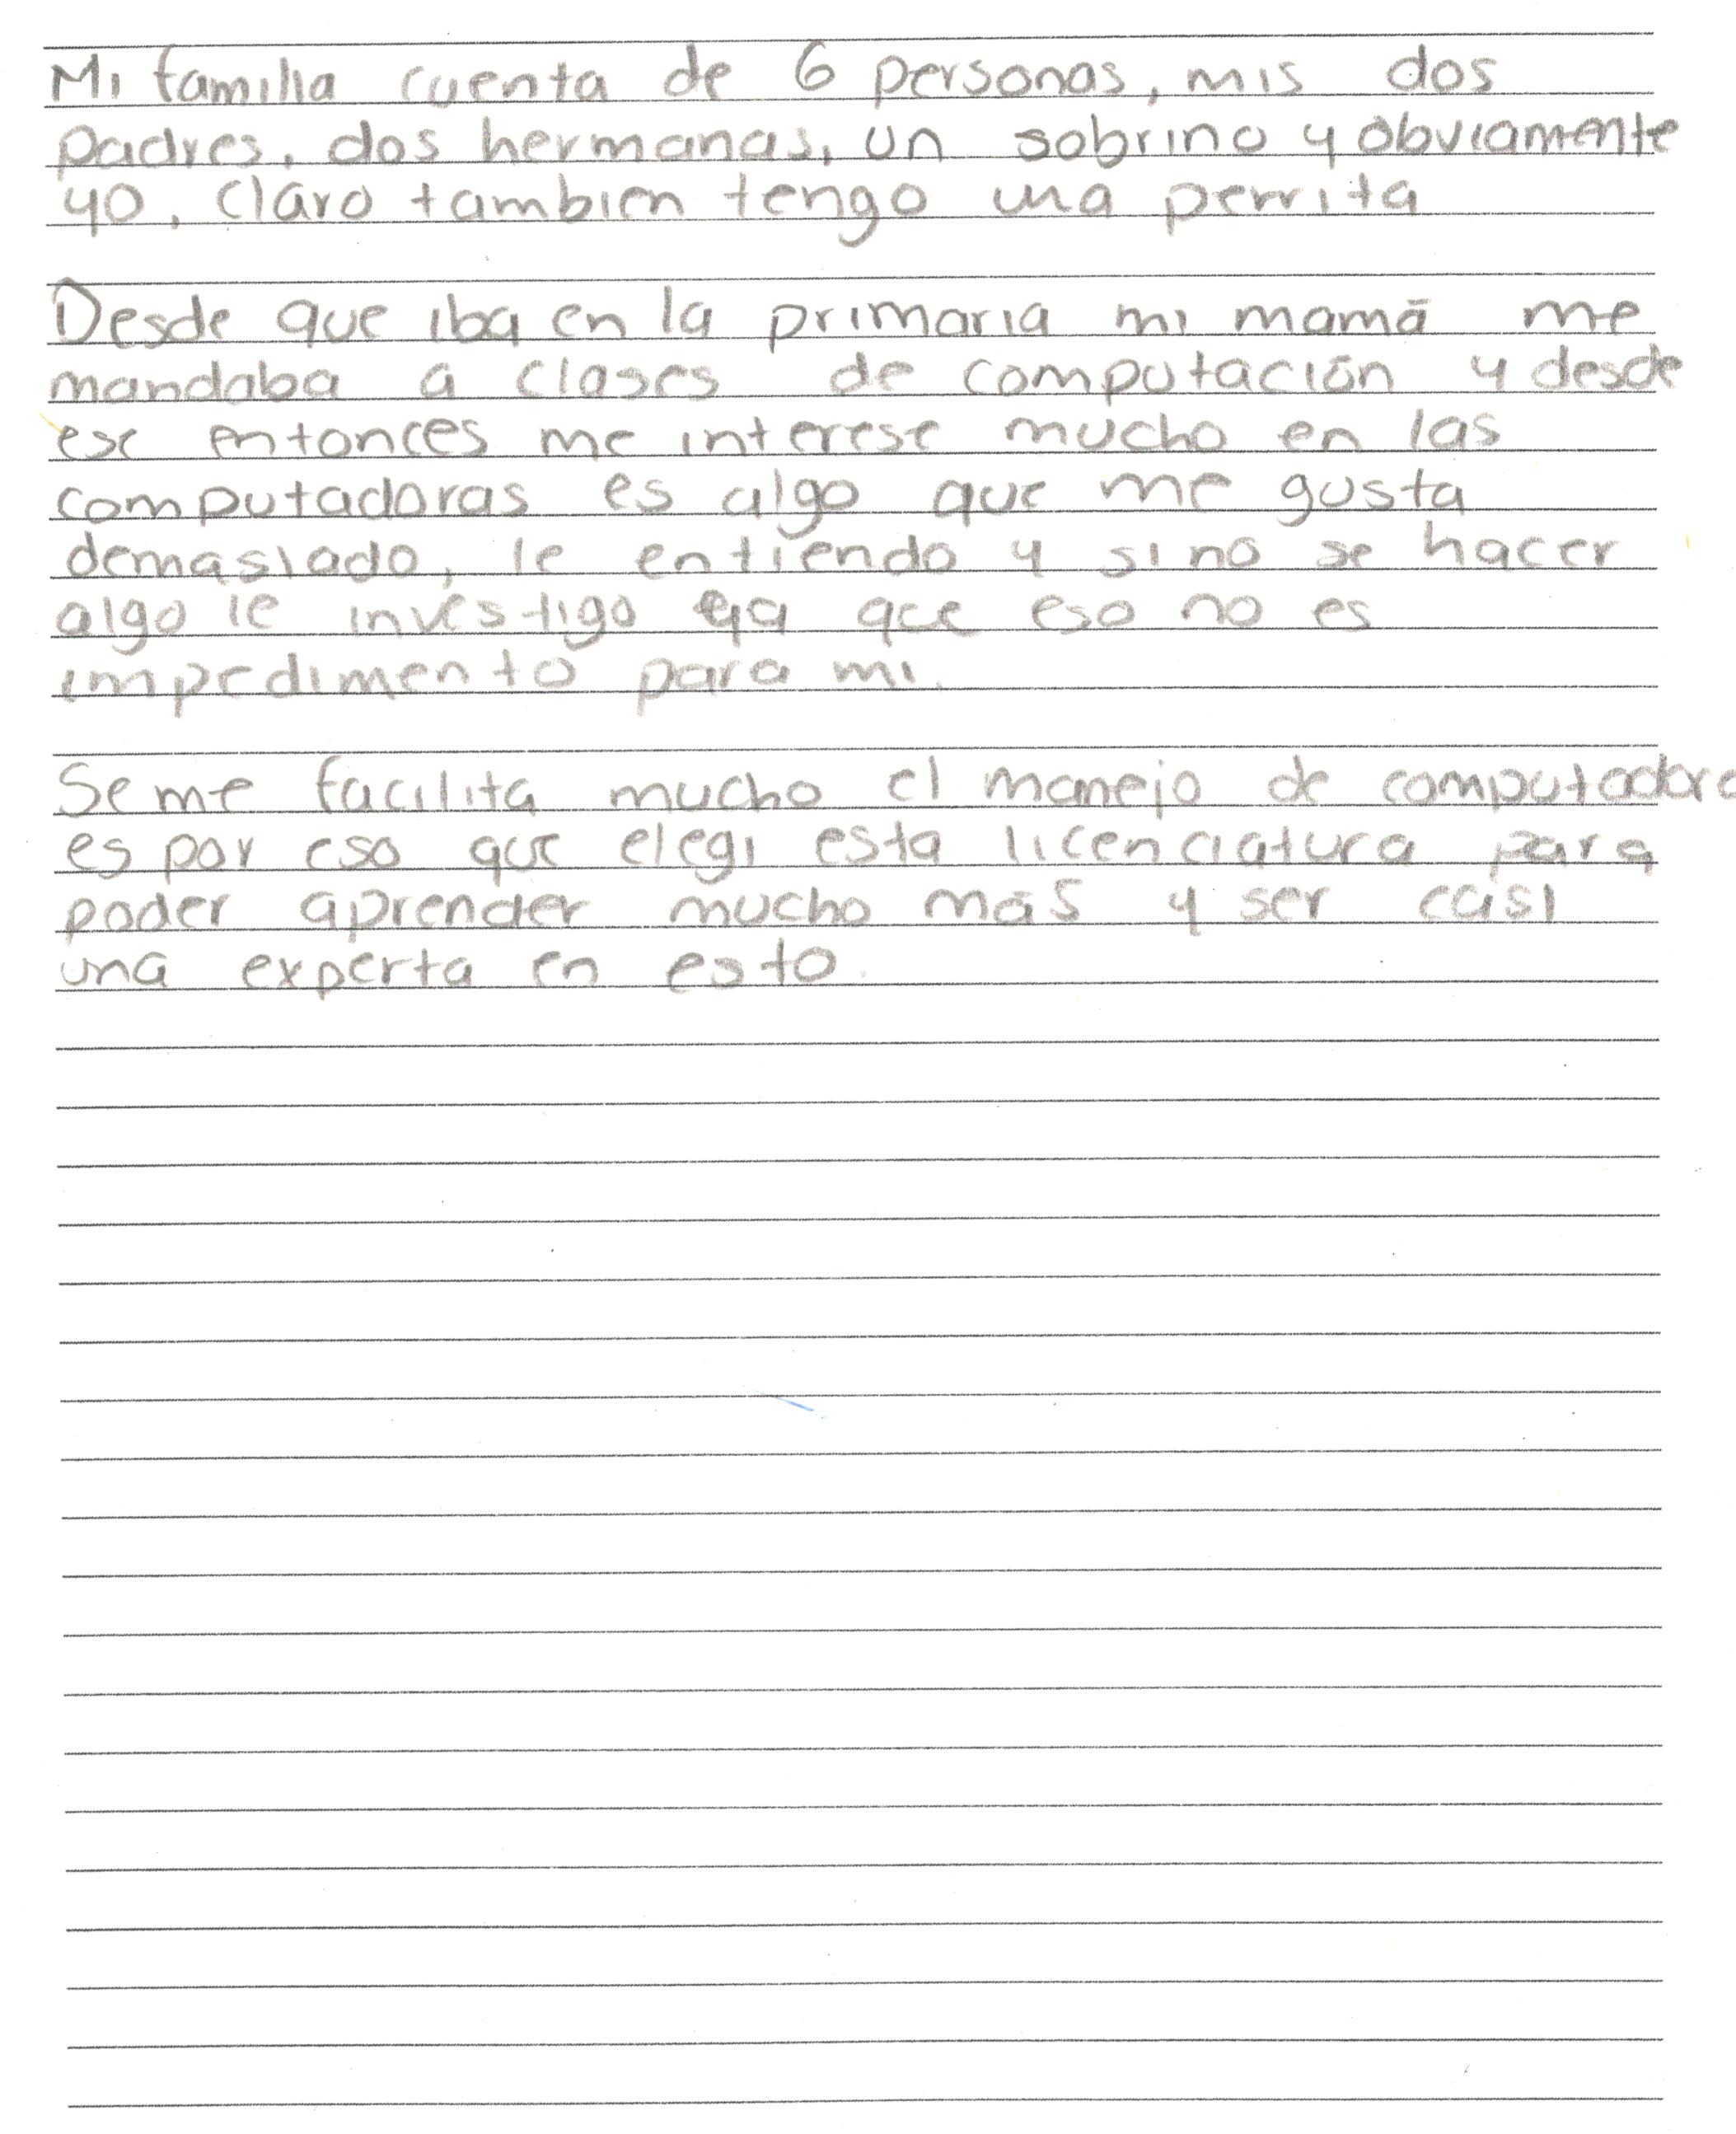 Mi familia cuenta de 6 personas, mis dos
padres, dos hermanas, un sobrino y obviamente
yo, claro tambien tengo una perrita
Desde que iba en la primaria mi mamá me
mandaba a clases de computación y desde
ese entonces me interese mucho en las
computadoras es algo que me gusta
demasiado, le entiendo y si no se hacer
algo le investigo ya que eso no es
impedimento para mi.
Se me facilita mucho el manejo de computadora
es por eso que elegi esta licenciatura para
poder aprender mucho más y ser casi
una experta en esto.